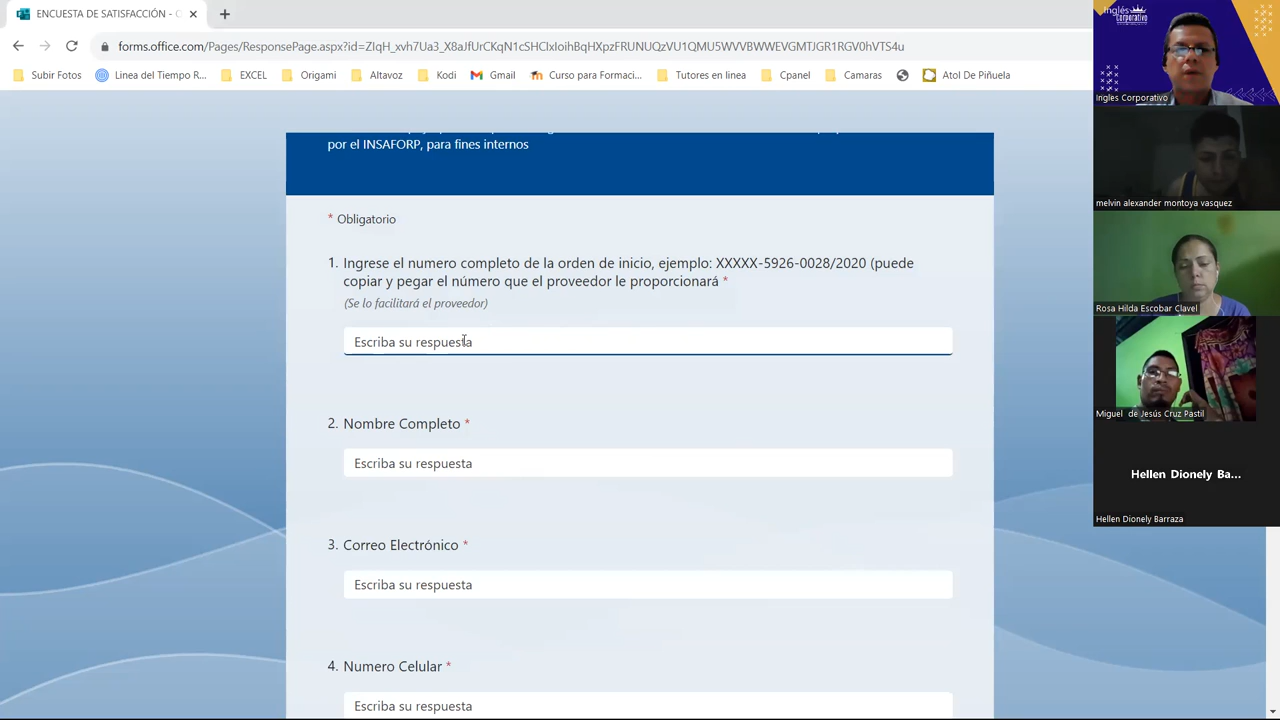 ENCUESTA DE SATISFACCIÓN - C
forms.office.com/Pages/ResponsePage.aspx?id=ZIqH_xvh7Ua3_X8aJfUrCKqN1cSHCIxIoihBqHXpzFRUNUQzVU1QMU5WVVBWWEVGMTJGR1RGV0hVTS4u
Subir Fotos
Linea del Tiempo R...
EXCEL
Origami
Altavoz
Kodi
Gmail
Curso para Formaci...
Tutores en linea
Cpanel
Camaras
Atol De Piñuela
por el INSAFORP, para fines internos
* Obligatorio
1. Ingrese el numero completo de la orden de inicio, ejemplo: XXXXX-5926-0028/2020 (puede
copiar y pegar el número que el proveedor le proporcionará *
(Se lo facilitará el proveedor)
Escriba su respuesta
2. Nombre Completo *
Escriba su respuesta
3. Correo Electrónico *
Escriba su respuesta
4. Numero Celular *
Escriba su respuesta
Inglés
Corporativo
Ingles Corporativo
melvin alexander montoya vasquez
Rosa Hilda Escobar Clavel
Miguel de Jesús Cruz Pastil
Hellen Dionely Ba...
Hellen Dionely Barraza